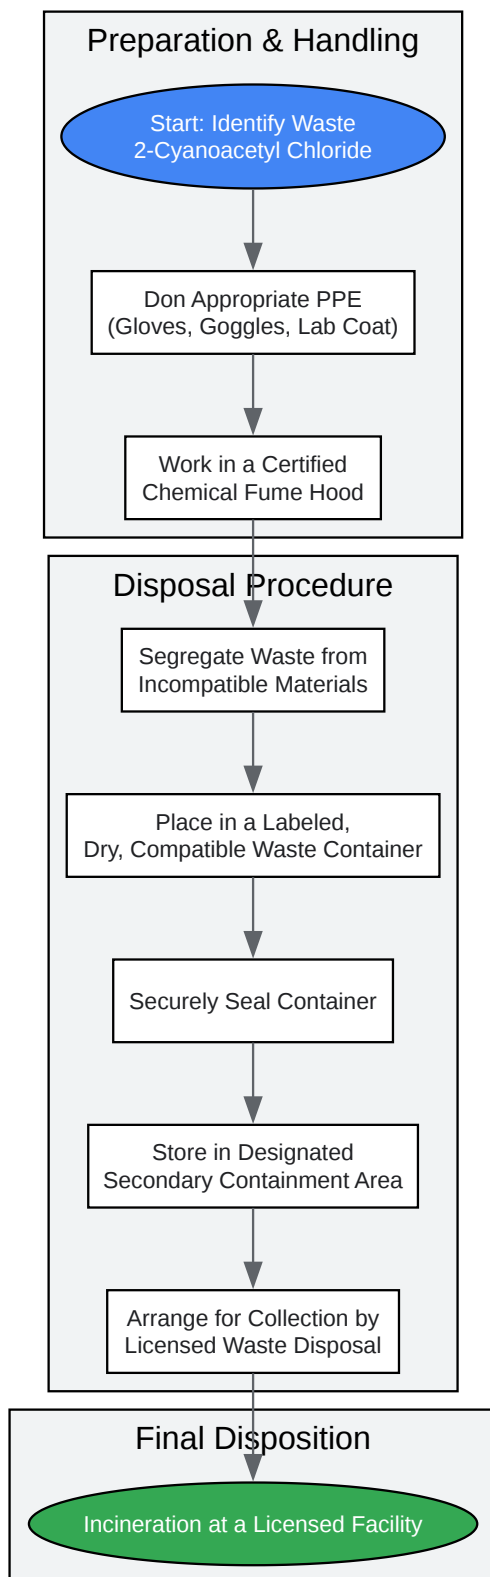 Preparation & Handling
Start: Identify Waste
2-Cyanoacetyl Chloride
Don Appropriate PPE
(Gloves, Goggles, Lab Coat)
Work in a Certified
Chemical Fume Hood
Disposal Procedure
Segregate Waste from
Incompatible Materials
Place in a Labeled,
Dry, Compatible Waste Container
Securely Seal Container
Store in Designated
Secondary Containment Area
Arrange for Collection by
Licensed Waste Disposal
Final Disposition
Incineration at a Licensed Facility